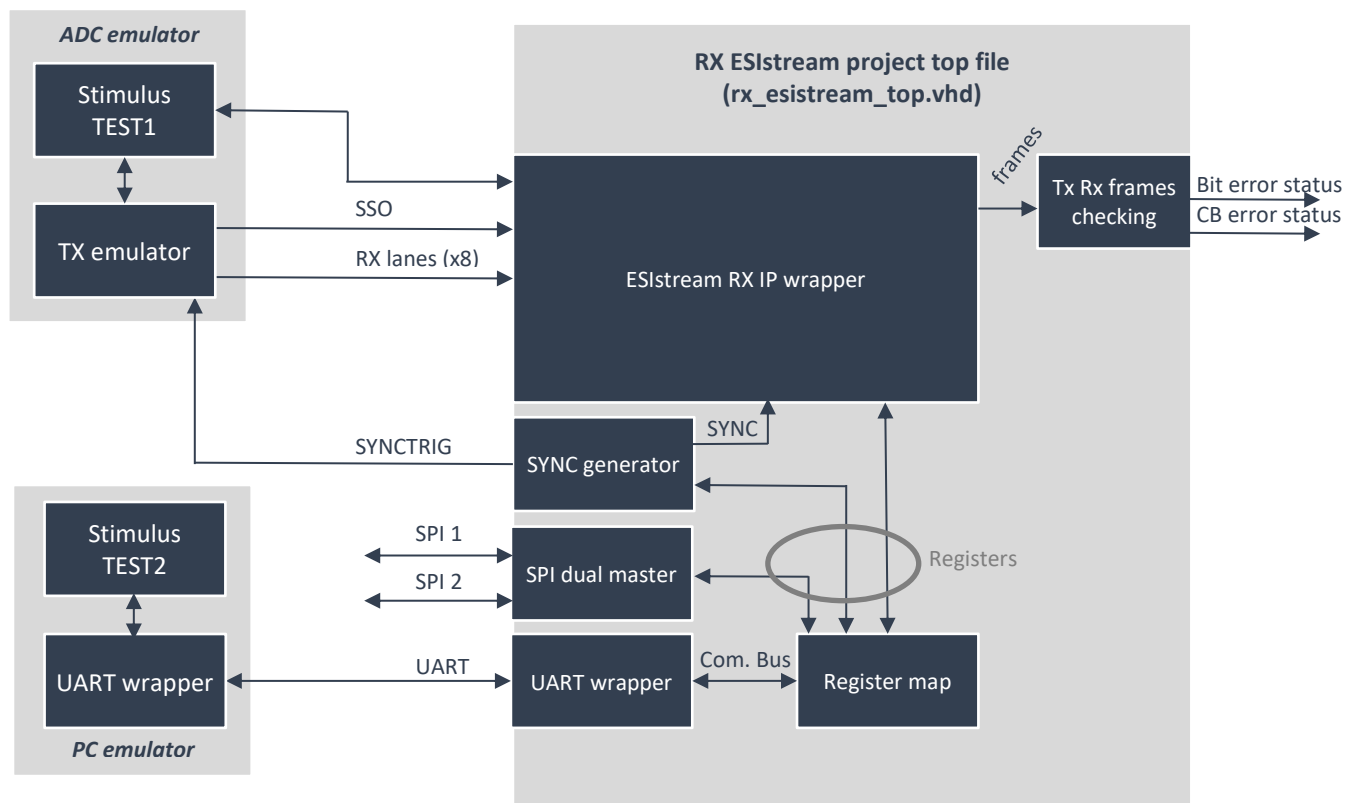 ADC emulator
Stimulus
TEST1
TX emulator
SSO
RX lanes (x8)
RX ESIstream project top file
(rx_esistream_top.vhd)
ESIstream RX IP wrapper
frames
Tx Rx frames
checking
Bit error status
CB error status
SYNCTRIG
SYNC generator
SYNC
Stimulus
TEST2
UART wrapper
PC emulator
SPI 1
SPI 2
SPI dual master
Registers
UART
UART wrapper
Com. Bus
Register map